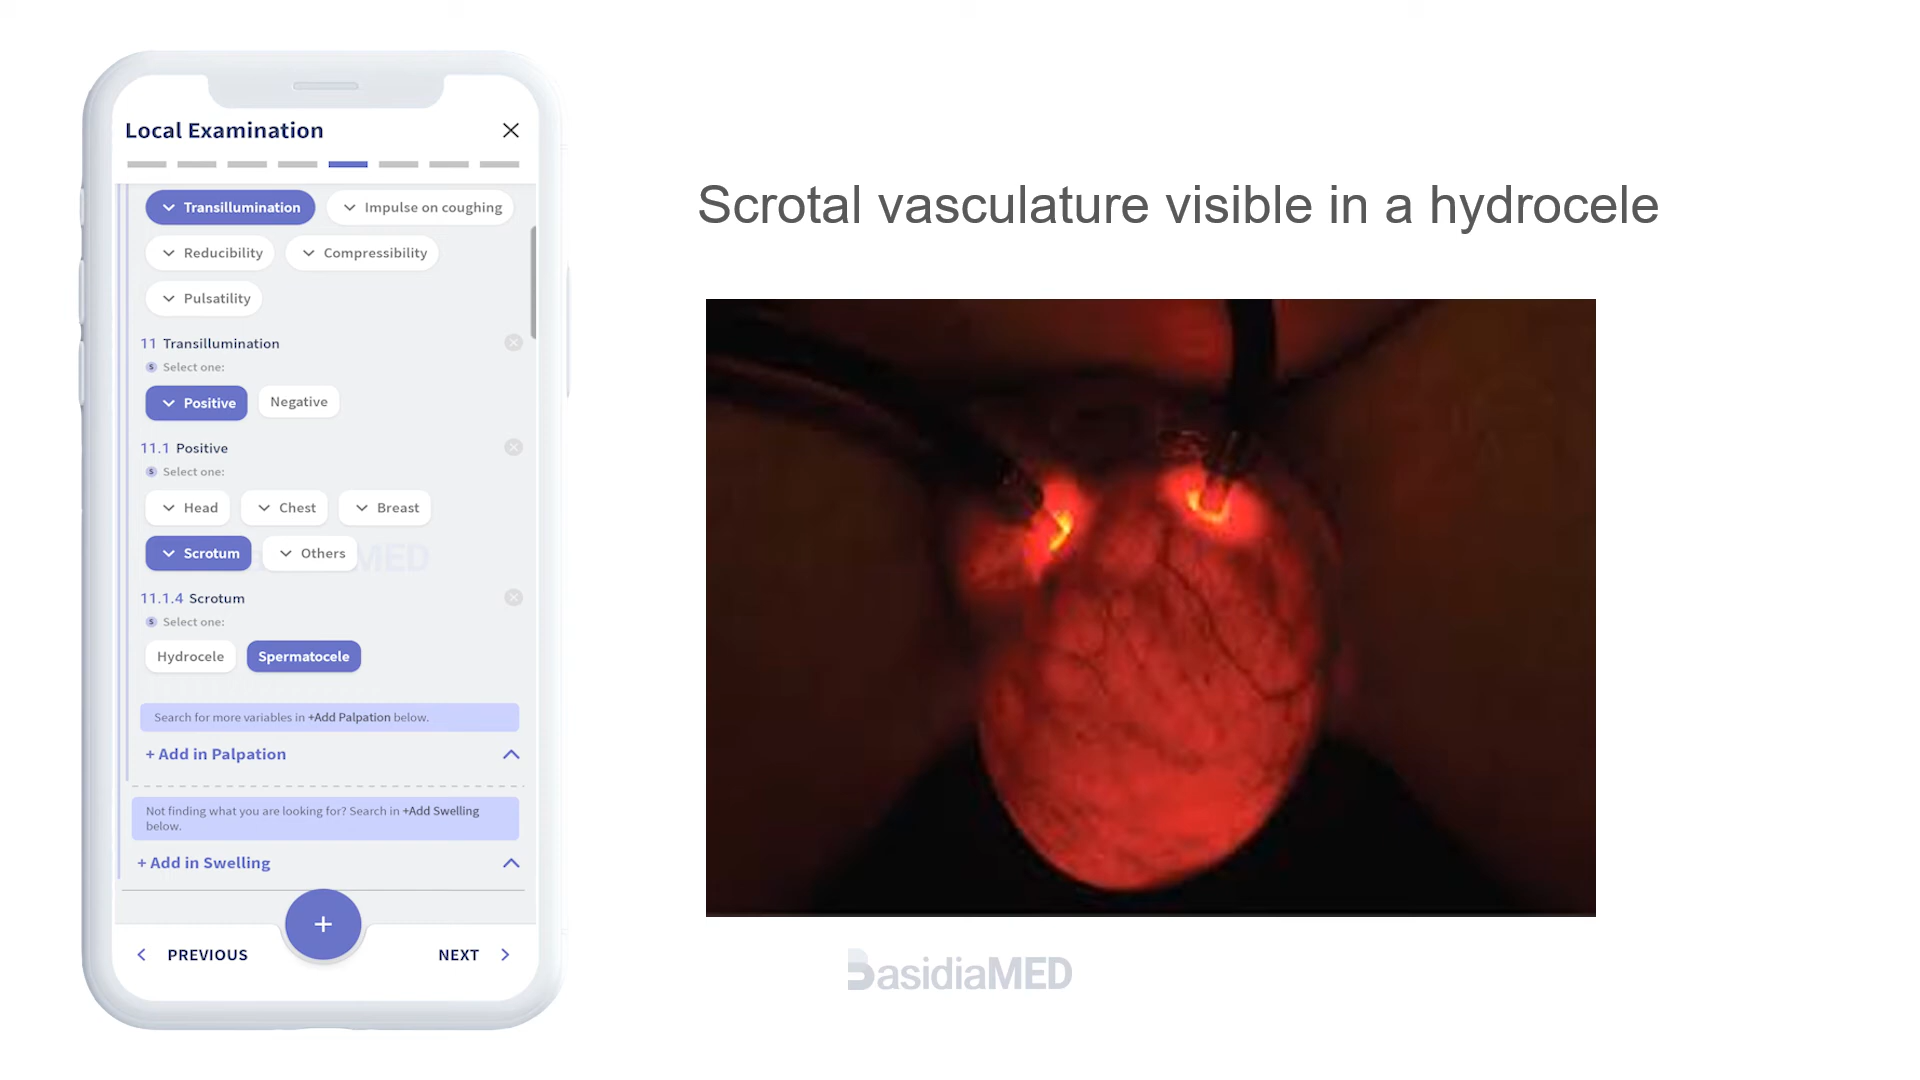 Local Examination
Transillumination
Impulse on coughing
Reducibility
Compressibility
Pulsatility
11 Transillumination
S Select one:
Positive
Negative
11.1 Positive
S Select one:
Head
Chest
Breast
Scrotum
Others
MED
11.1.4 Scrotum
S Select one:
Hydrocele
Spermatocele
Search for more variables in +Add Palpation below.
+ Add in Palpation
Not finding what you are looking for? Search in +Add Swelling
below.
+ Add in Swelling
+
PREVIOUS
NEXT
Scrotal vasculature visible in a hydrocele
BasidiaMED